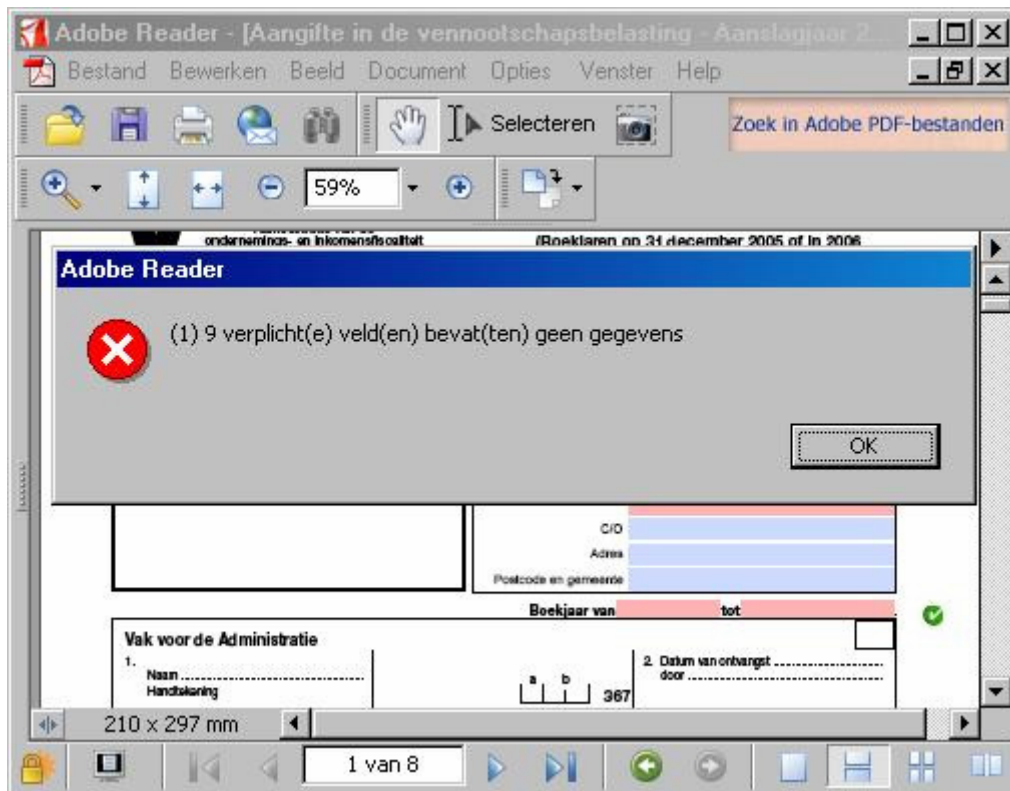 Adobe Reader - [Aangifte in de vennootschapsbelasting - Aanslagjaar 2...
Bestand Bewerken Beeld Document Opties Venster Help
Selecteren
Zoek in Adobe PDF-bestanden
59%
ondernemings- en inkomensfiscaliteit
(Boekjaren op 31 december 2005 of in 2006
Adobe Reader
(1) 9 verplicht(e) veld(en) bevat(ten) geen gegevens
OK
C/O
Adres
Postcode en gemeente
Boekjaar van tot
Vak voor de Administratie
1.
Naam
Handtekening
a b
367
2. Datum van ontvangst
door
210 x 297 mm
1 van 8